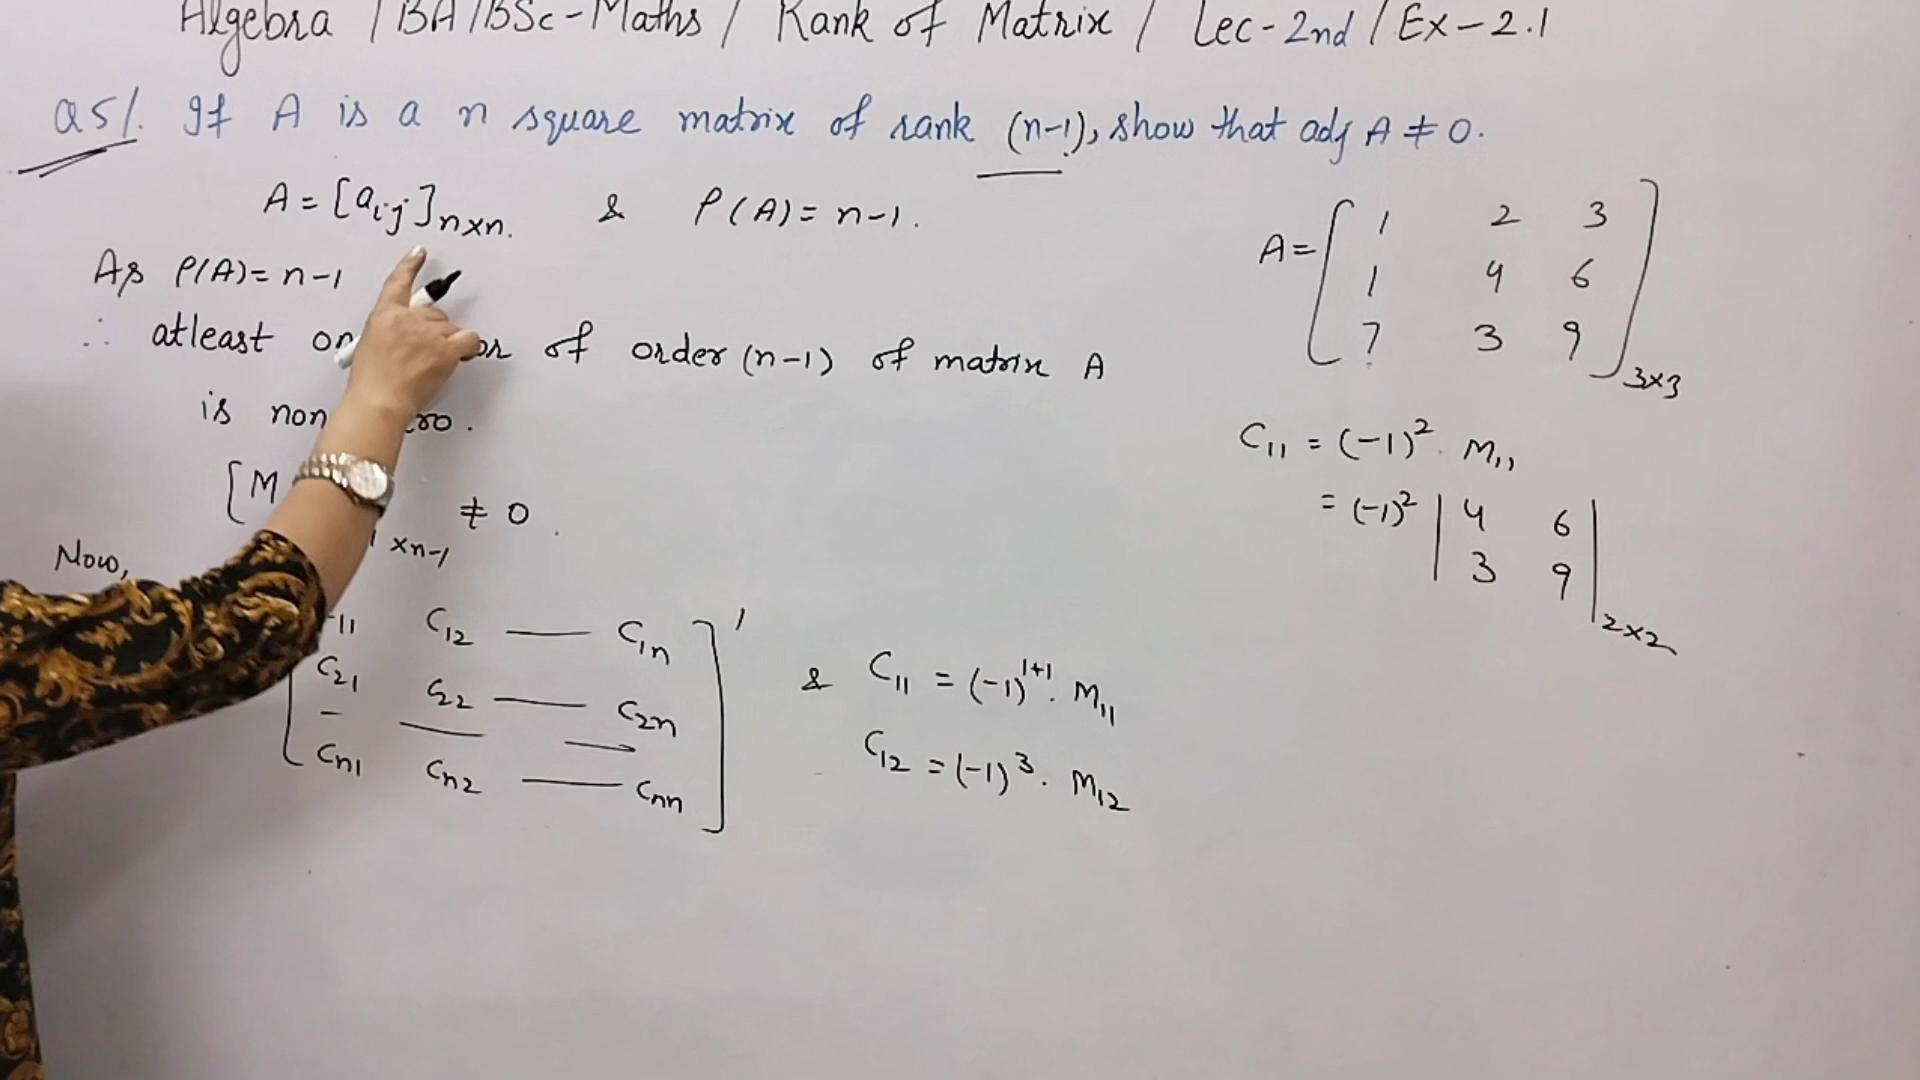 Algebra / BA/BSc-Maths / Rank of Matrix / Lec-2nd / Ex-2.1
Q5/. If A is a n square matrix of rank (n-1), show that adj A ≠ 0.
A = [aij]n×n. & ρ(A) = n-1.
As ρ(A) = n-1
∴ atleast of order (n-1) of matrix A
is non
[M ≠ 0
×n-1
Now,
C12 — C1n ]'
C21 C22 — C2n
Cn1 Cn2 — Cnn
& C11 = (-1)^1+1 . M11
C12 = (-1)^3 . M12
A = [ 1 2 3
1 4 6
7 3 9 ]3×3
C11 = (-1)^2 . M11
= (-1)^2 | 4 6
3 9 |2×2